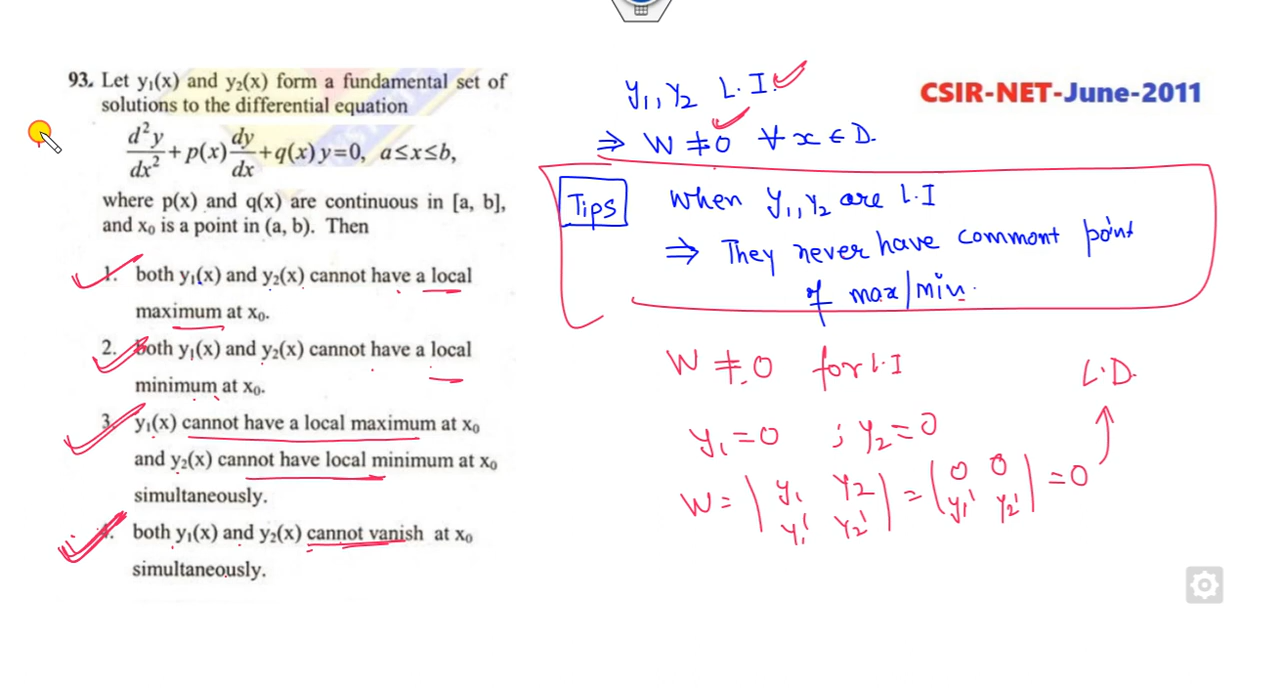 93. Let y₁(x) and y₂(x) form a fundamental set of
solutions to the differential equation
d²y/dx² + p(x) dy/dx + q(x) y = 0, a ≤ x ≤ b,
where p(x) and q(x) are continuous in [a, b],
and x₀ is a point in (a, b). Then
1. both y₁(x) and y₂(x) cannot have a local
maximum at x₀.
2. both y₁(x) and y₂(x) cannot have a local
minimum at x₀.
3. y₁(x) cannot have a local maximum at x₀
and y₂(x) cannot have local minimum at x₀
simultaneously.
4. both y₁(x) and y₂(x) cannot vanish at x₀
simultaneously.
y₁, y₂ L.I.
⇒ W ≠ 0 ∀ x ∈ D.
CSIR-NET-June-2011
Tips
when y₁, y₂ are L.I
⇒ They never have commont point
of max/min.
W ≠ 0 for L.I
L.D.
y₁ = 0 ; y₂ = 0
W = | y₁ y₂ | = | 0 0 | = 0
y₁' y₂' y₁' y₂'